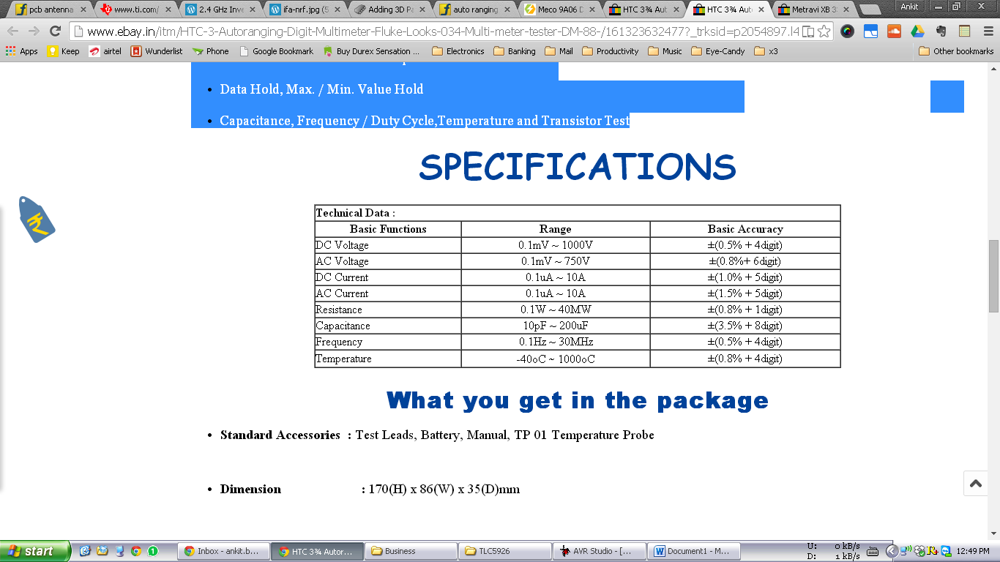 pcb antenna
www.ti.com/
2.4 GHz Inve
ifa-nrf.jpg (5
Adding 3D Pa
auto ranging
Meco 9A06 D
HTC 3¾ Aut
HTC 3¾ Aut
Metravi XB 3
Ankit
www.ebay.in/itm/HTC-3-Autoranging-Digit-Multimeter-Fluke-Looks-034-Multi-meter-tester-DM-88-/161323632477?_trksid=p2054897.l4
Apps Keep airtel Wunderlist Phone Google Bookmark Buy Durex Sensation ... Electronics Banking Mail Productivity Music Eye-Candy x3 Other bookmarks
• Data Hold, Max. / Min. Value Hold
• Capacitance, Frequency / Duty Cycle,Temperature and Transistor Test
SPECIFICATIONS
Technical Data :
Basic Functions Range Basic Accuracy
DC Voltage 0.1mV ~ 1000V ±(0.5% + 4digit)
AC Voltage 0.1mV ~ 750V ±(0.8%+ 6digit)
DC Current 0.1uA ~ 10A ±(1.0% + 5digit)
AC Current 0.1uA ~ 10A ±(1.5% + 5digit)
Resistance 0.1W ~ 40MW ±(0.8% + 1digit)
Capacitance 10pF ~ 200uF ±(3.5% + 8digit)
Frequency 0.1Hz ~ 30MHz ±(0.5% + 4digit)
Temperature -40oC ~ 1000oC ±(0.8% + 4digit)
What you get in the package
• Standard Accessories : Test Leads, Battery, Manual, TP 01 Temperature Probe
• Dimension : 170(H) x 86(W) x 35(D)mm
start
Inbox - ankit.b...
HTC 3¾ Autor...
Business
TLC5926
AVR Studio - [...
Document1 - M...
U: 0 kB/s
D: 1 kB/s
12:49 PM